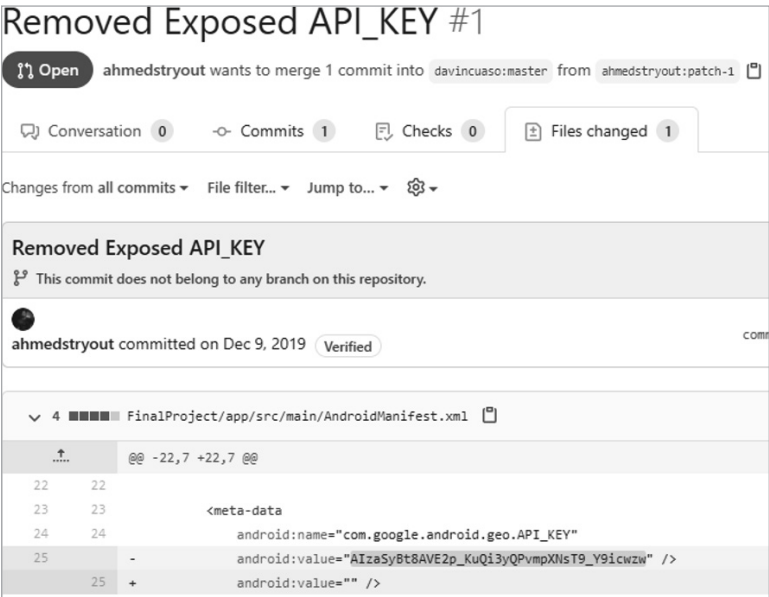 Removed Exposed API_KEY #1
Open ahmedstryout wants to merge 1 commit into davincuaso:master from ahmedstryout:patch-1
Conversation 0 Commits 1 Checks 0 Files changed 1
Changes from all commits File filter... Jump to...
Removed Exposed API_KEY
This commit does not belong to any branch on this repository.
ahmedstryout committed on Dec 9, 2019 Verified
4 FinalProject/app/src/main/AndroidManifest.xml
@@ -22,7 +22,7 @@
22 22
23 23 <meta-data
24 24 android:name="com.google.android.geo.API_KEY"
25 - android:value="AIzaSyBt8AVE2p_KuQi3yQPvmpXNsT9_Y9icwzw" />
25 + android:value="" />